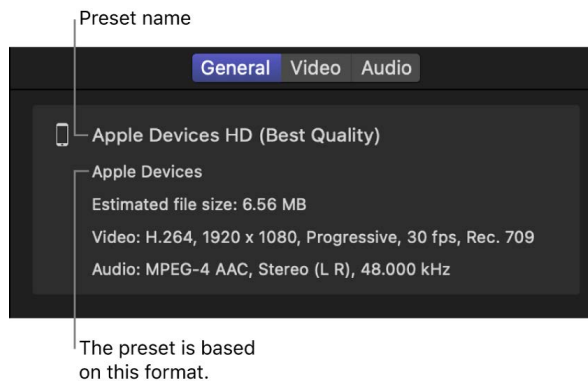 Preset name
General Video Audio
Apple Devices HD (Best Quality)
Apple Devices
Estimated file size: 6.56 MB
Video: H.264, 1920 x 1080, Progressive, 30 fps, Rec. 709
Audio: MPEG-4 AAC, Stereo (L R), 48.000 kHz
The preset is based
on this format.